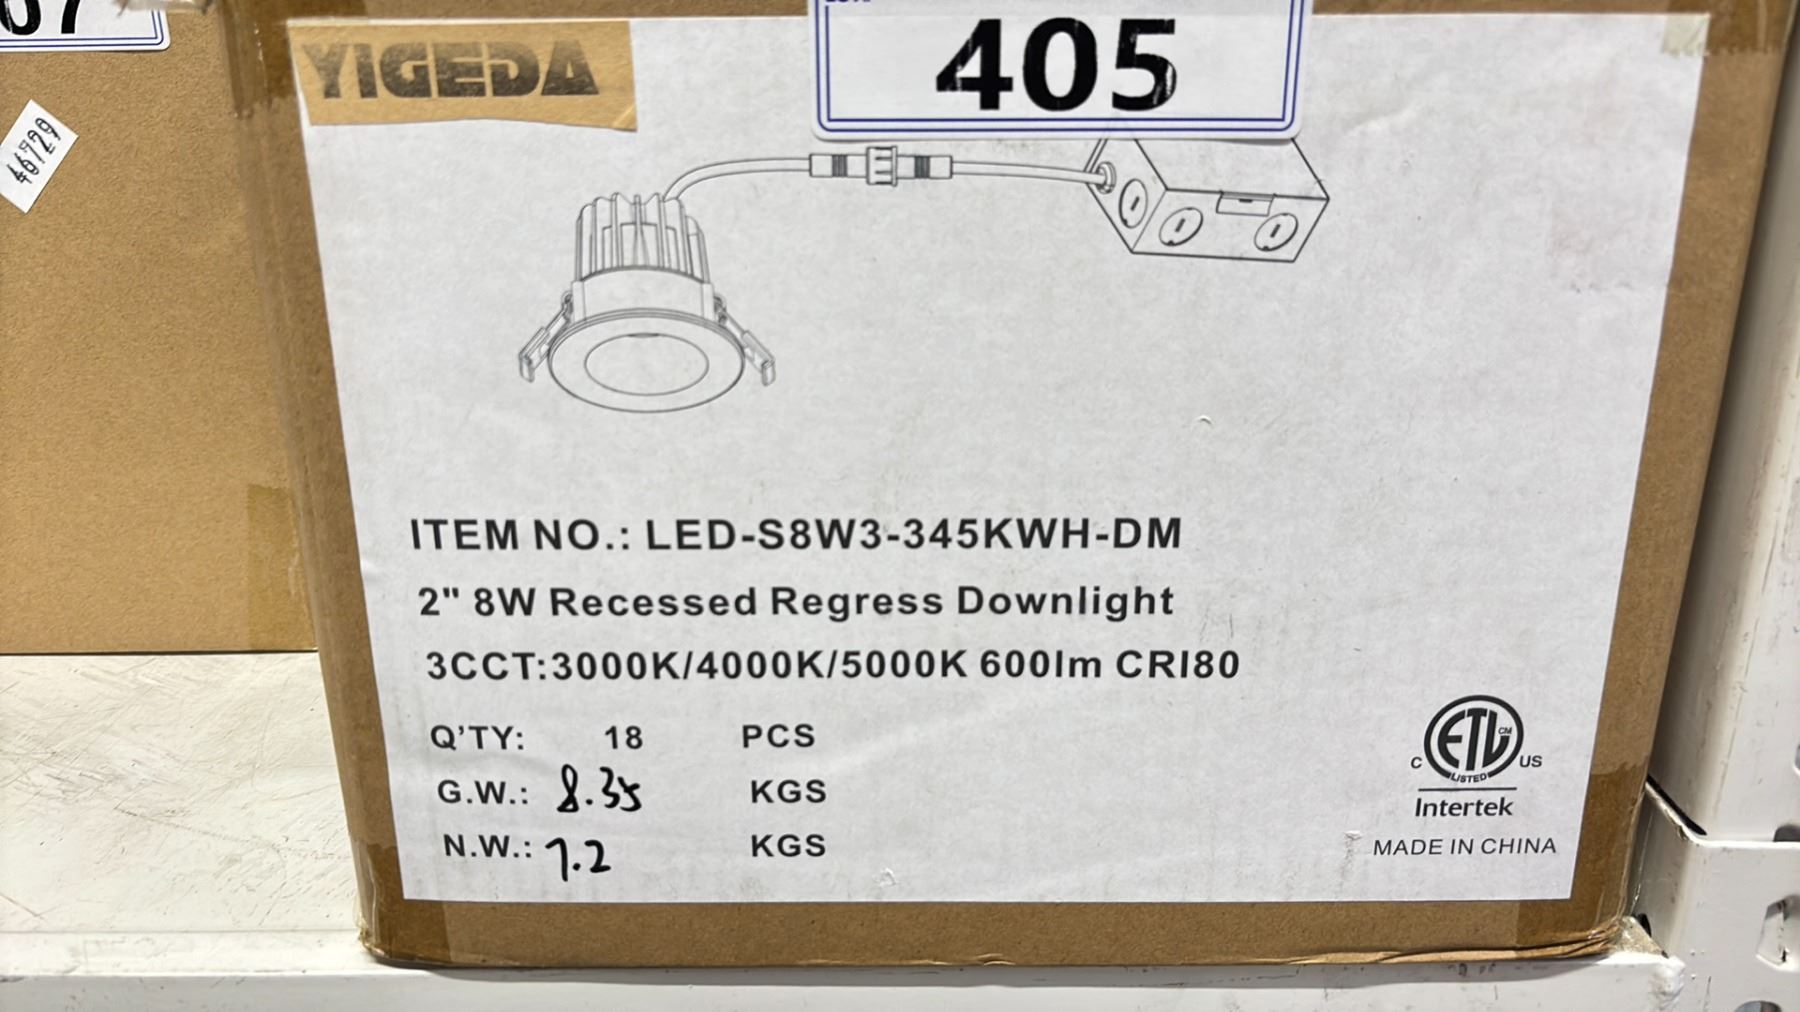 405
YIGEDA
46729
ITEM NO.: LED-S8W3-345KWH-DM
2" 8W Recessed Regress Downlight
3CCT:3000K/4000K/5000K 600lm CRI80
Q'TY: 18 PCS
G.W.: 8.35 KGS
N.W.: 7.2 KGS
C ETL CM US
LISTED
Intertek
MADE IN CHINA